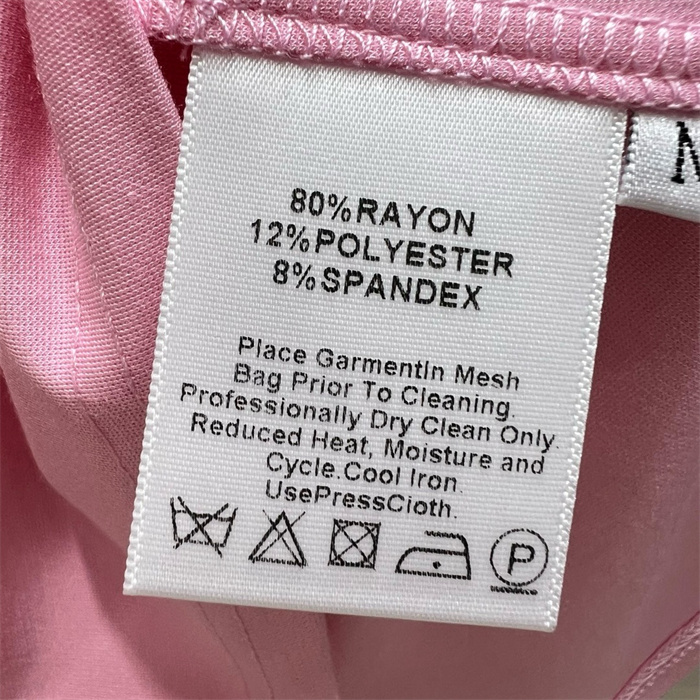 80%RAYON
12%POLYESTER
8%SPANDEX
Place GarmentIn Mesh
Bag Prior To Cleaning.
Professionally Dry Clean Only.
Reduced Heat, Moisture and
Cycle.Cool Iron.
UsePressCloth.
P